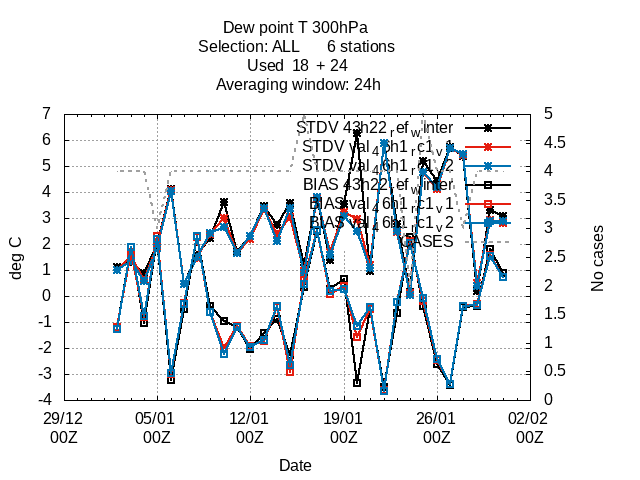 Dew point T 300hPa
Selection: ALL 6 stations
Used 18 + 24
Averaging window: 24h
7
6
5
4
3
2
1
0
-1
-2
-3
-4
deg C
5
4.5
4
3.5
3
2.5
2
1.5
1
0.5
0
No cases
STDV 43h22_ref_winter
STDV val_46h1_rc1_v1
STDV val_46h1_rc1_v2
BIAS 43h22_ref_winter
BIAS val_46h1_rc1_v1
BIAS val_46h1_rc1_v2
CASES
29/12 05/01 12/01 19/01 26/01 02/02
00Z 00Z 00Z 00Z 00Z 00Z
Date